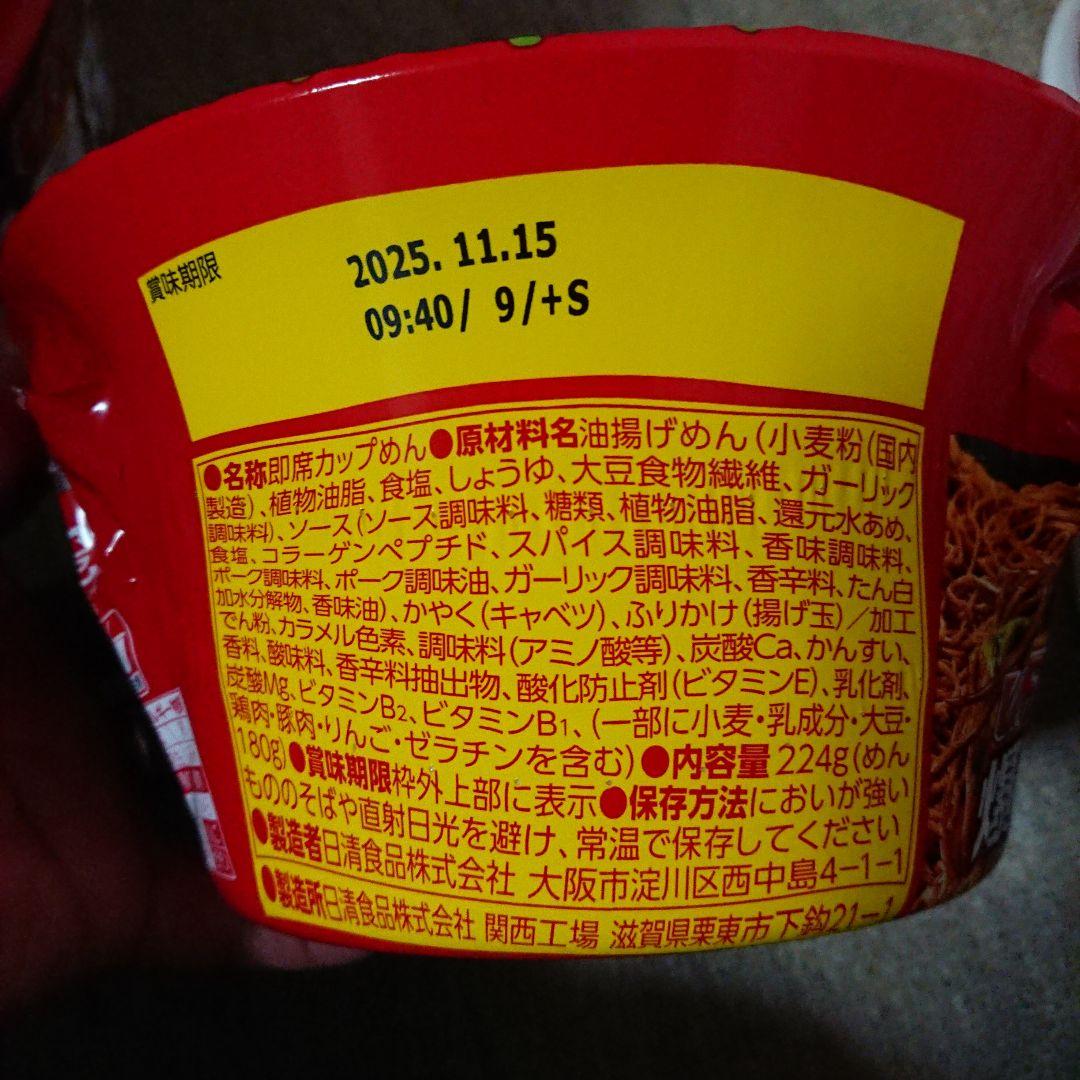 賞味期限
2025. 11.15
09:40/ 9/+S
●名称即席カップめん●原材料名油揚げめん(小麦粉(国内
製造)、植物油脂、食塩、しょうゆ、大豆食物繊維、ガーリック
調味料)、ソース(ソース調味料、糖類、植物油脂、還元水あめ、
食塩、コラーゲンペプチド、スパイス調味料、香味調味料、
ポーク調味料、ポーク調味油、ガーリック調味料、香辛料、たん白
加水分解物、香味油)、かやく(キャベツ)、ふりかけ(揚げ玉)/加工
でん粉、カラメル色素、調味料(アミノ酸等)、炭酸Ca、かんすい、
香料、酸味料、香辛料抽出物、酸化防止剤(ビタミンE)、乳化剤、
炭酸Mg、ビタミンB2、ビタミンB1、(一部に小麦・乳成分・大豆・
鶏肉・豚肉・りんご・ゼラチンを含む)●内容量224g(めん
180g)●賞味期限枠外上部に表示●保存方法においが強い
もののそばや直射日光を避け、常温で保存してください
●製造者日清食品株式会社 大阪市淀川区西中島4-1-1
●製造所日清食品株式会社 関西工場 滋賀県栗東市下鈎21-1